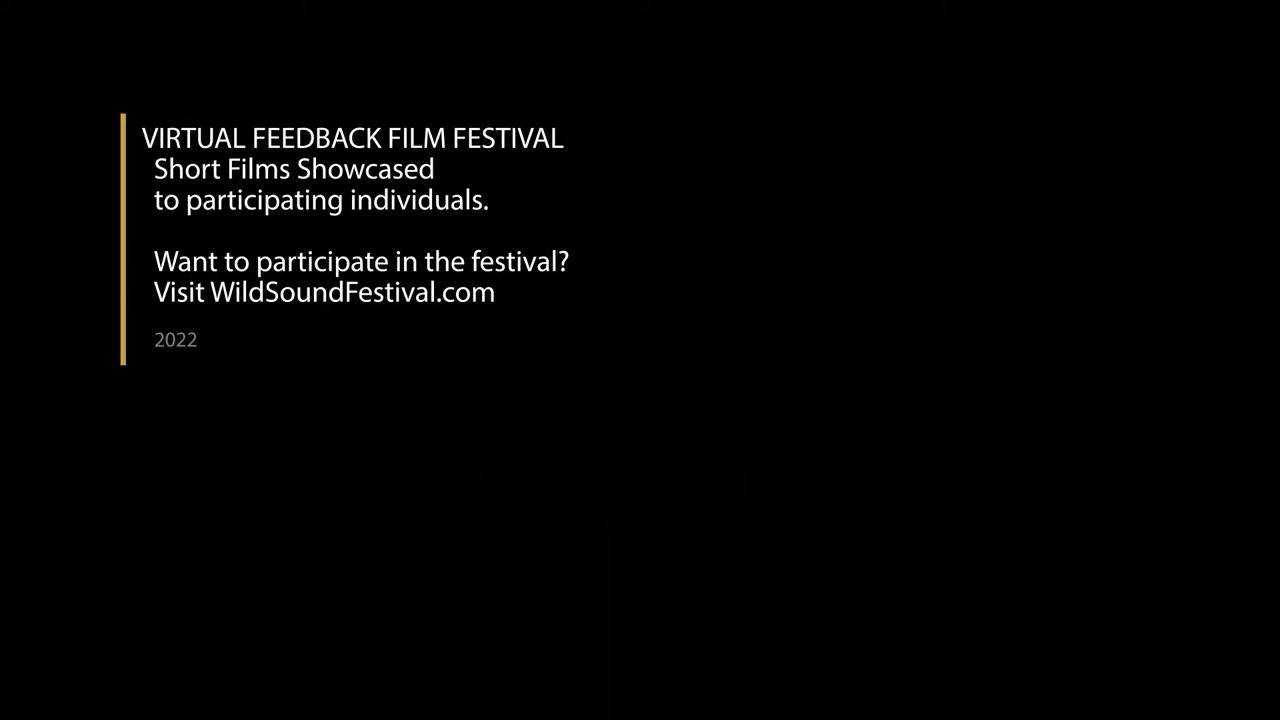 VIRTUAL FEEDBACK FILM FESTIVAL
Short Films Showcased
to participating individuals.
Want to participate in the festival?
Visit WildSoundFestival.com
2022